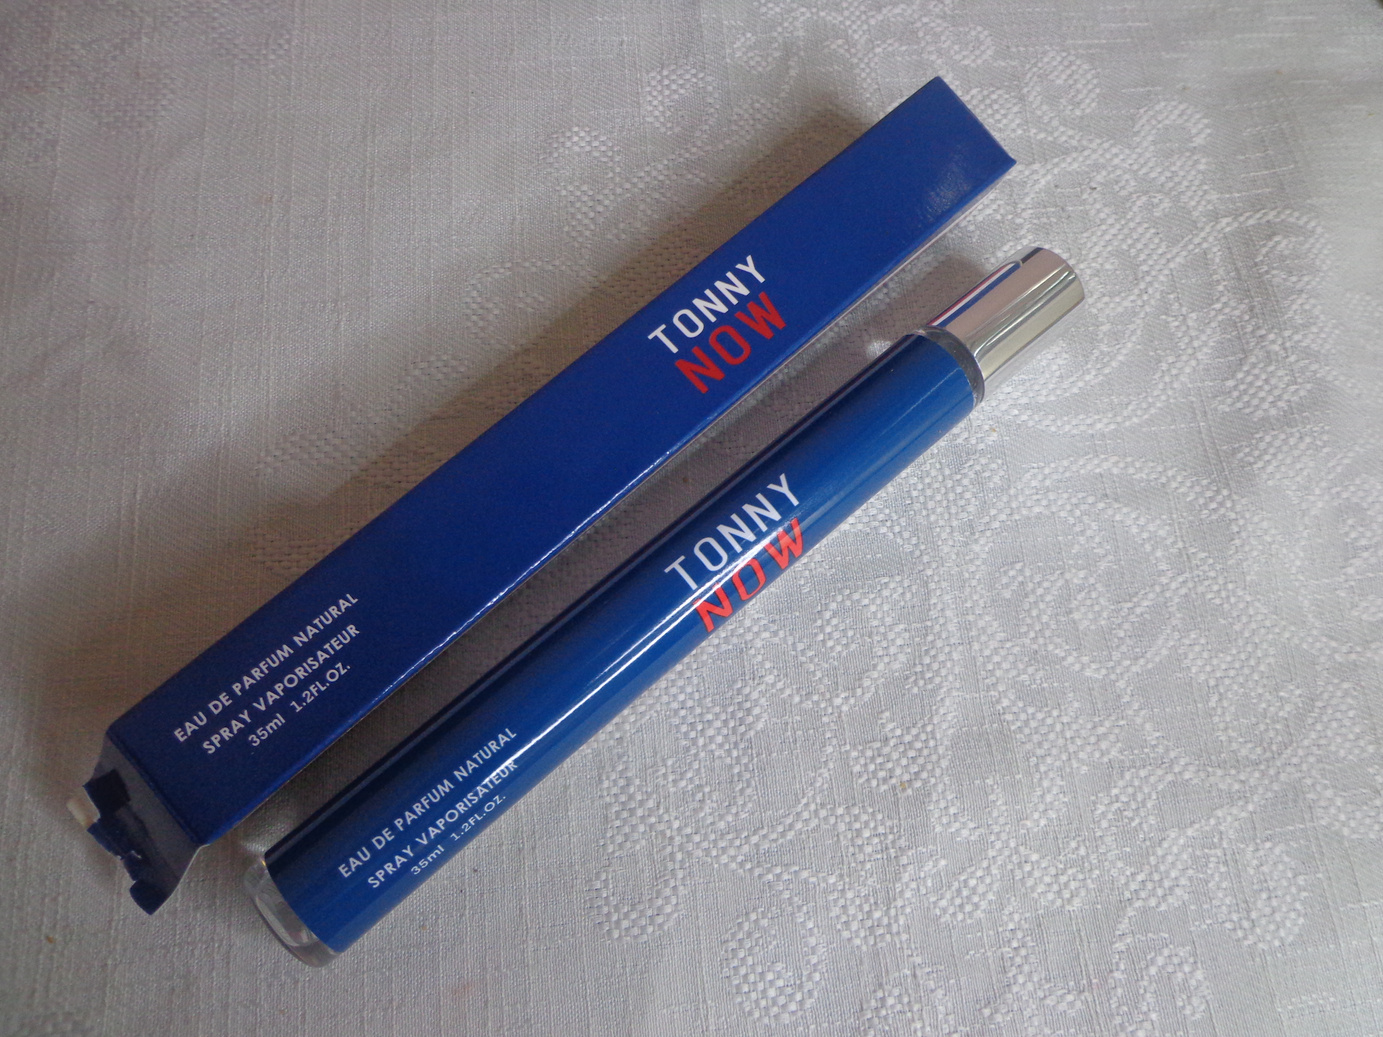 TONNY
NOW
EAU DE PARFUM NATURAL
SPRAY VAPORISATEUR
35ml 1.2FL.OZ.
TONNY
NOW
EAU DE PARFUM NATURAL
SPRAY VAPORISATEUR
35ml 1.2FL.OZ.